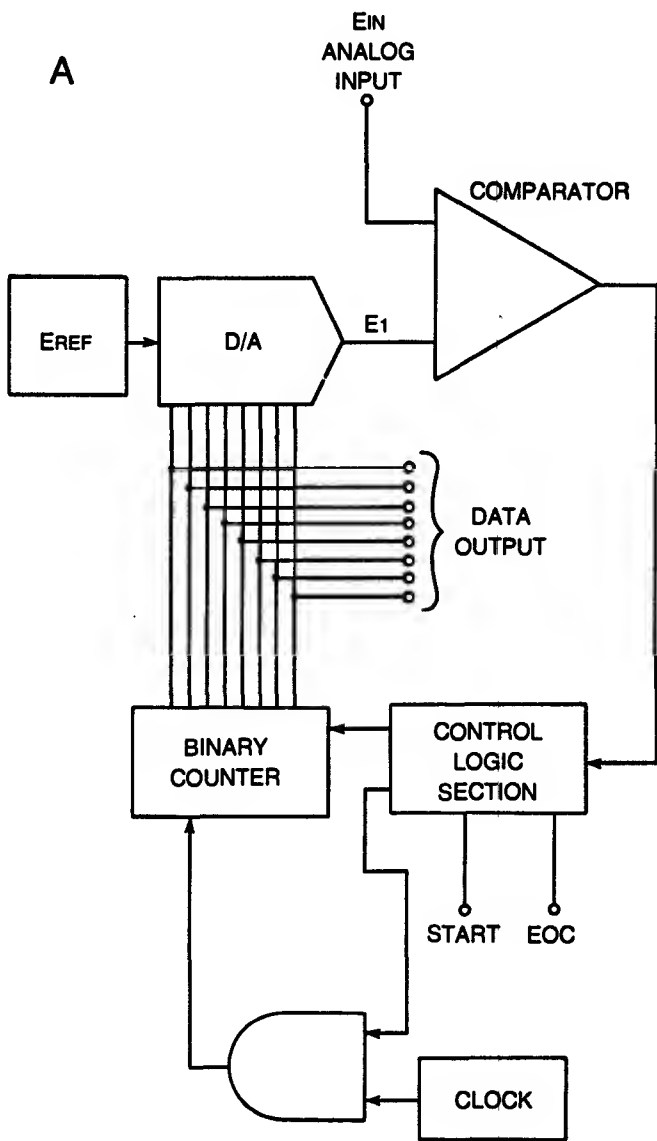 A
EIN
ANALOG
INPUT
COMPARATOR
EREF
D/A
E1
DATA
OUTPUT
BINARY
COUNTER
CONTROL
LOGIC
SECTION
START
EOC
CLOCK